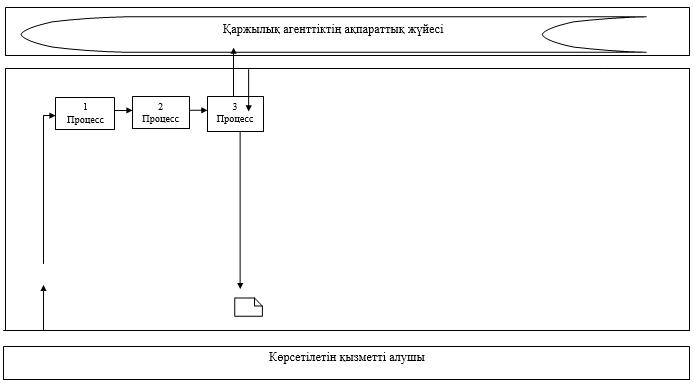 Қаржылық агенттіктің ақпараттық жүйесі
1
Процесс
2
Процесс
3
Процесс
Көрсетілетін қызметті алушы